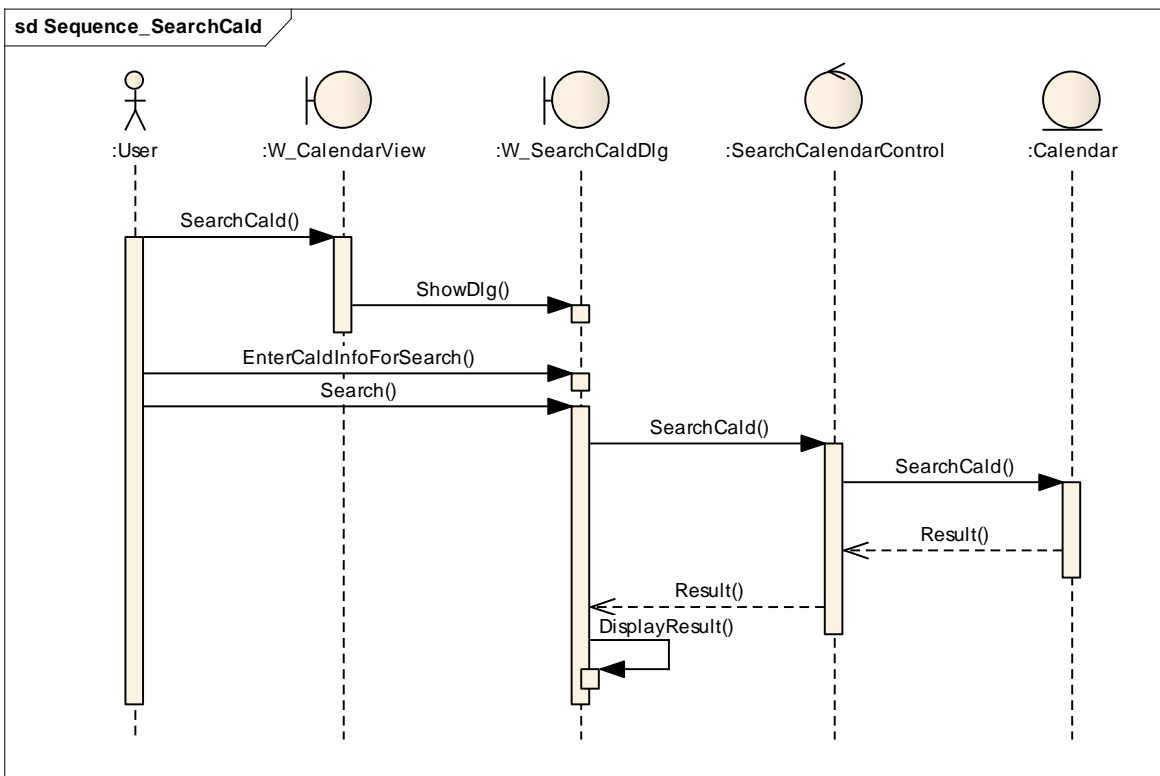 sd Sequence_SearchCald
:User
:W_CalendarView
:W_SearchCaldDlg
:SearchCalendarControl
:Calendar
SearchCald()
ShowDlg()
EnterCaldInfoForSearch()
Search()
SearchCald()
SearchCald()
Result()
Result()
DisplayResult()